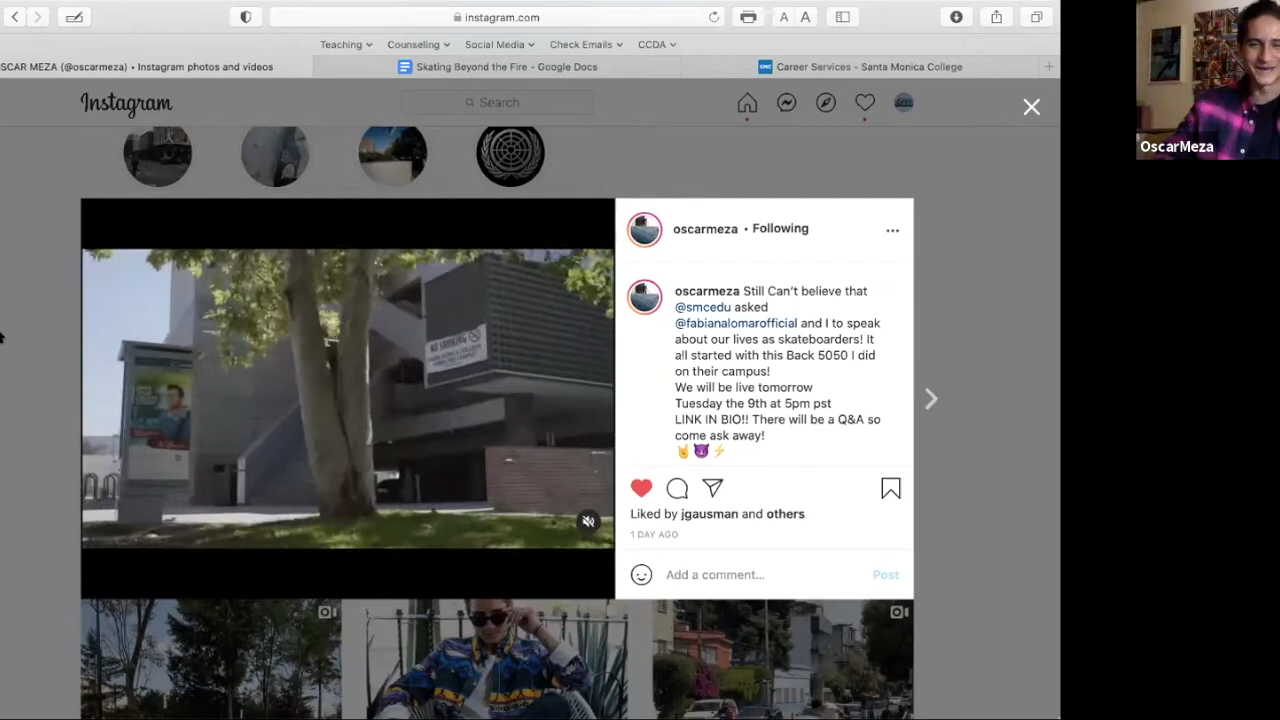 instagram.com
A A
Teaching Counseling Social Media Check Emails CCDA
OSCAR MEZA (@oscarmeza) • Instagram photos and videos
Skating Beyond the Fire - Google Docs
SMC Career Services - Santa Monica College
Instagram
Search
OscarMeza
oscarmeza • Following
oscarmeza Still Can't believe that
@smcedu asked
@fabianalomarofficial and I to speak
about our lives as skateboarders! It
all started with this Back 5050 I did
on their campus!
We will be live tomorrow
Tuesday the 9th at 5pm pst
LINK IN BIO!! There will be a Q&A so
come ask away!
🤘😈⚡
NO SMOKING
Liked by jgausman and others
1 DAY AGO
Add a comment...
Post